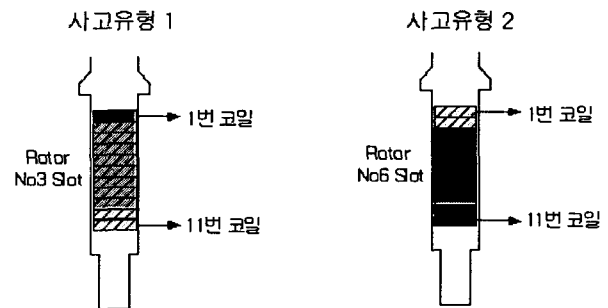 사고유형 1
1번 코일
Rotor
No3 Slot
11번 코일
사고유형 2
1번 코일
Rotor
No6 Slot
11번 코일